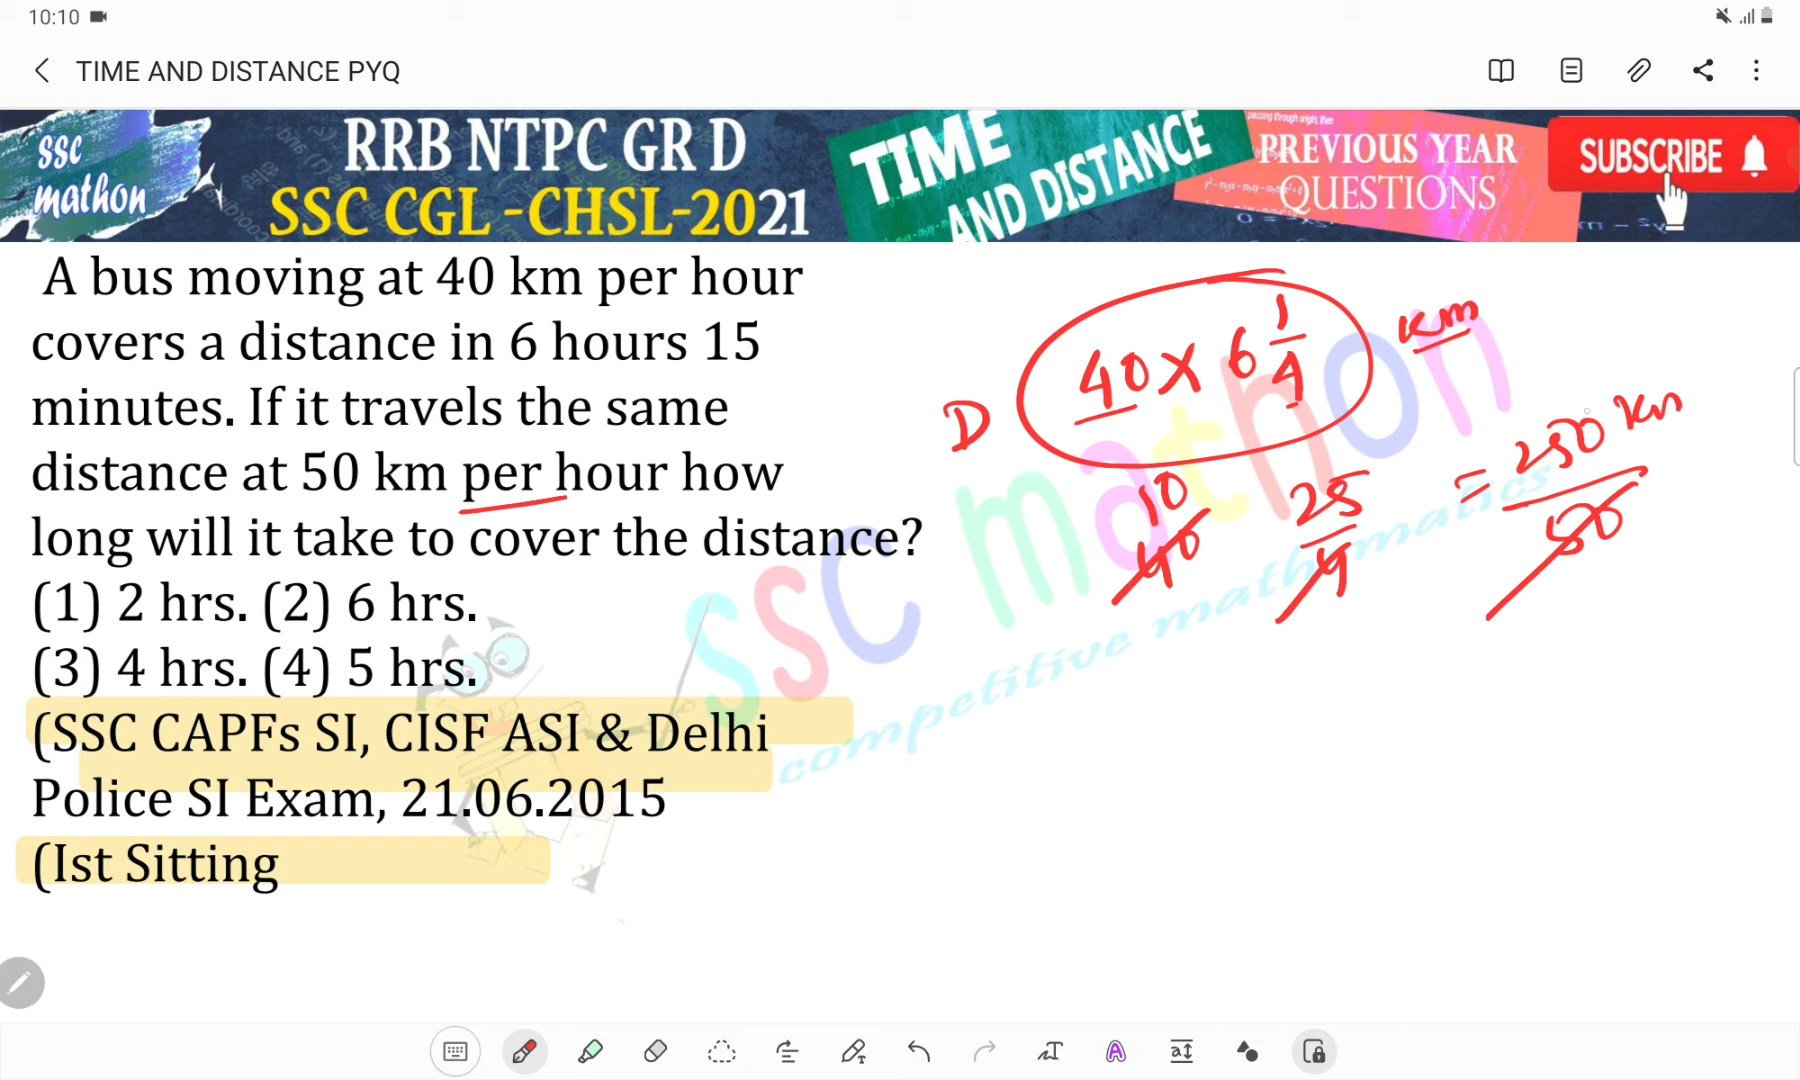 10:10
TIME AND DISTANCE PYQ
SSC
mathon
RRB NTPC GR D
SSC CGL -CHSL-2021
TIME
AND DISTANCE
passing through origin, then
PREVIOUS YEAR
QUESTIONS
SUBSCRIBE
A bus moving at 40 km per hour
covers a distance in 6 hours 15
minutes. If it travels the same
distance at 50 km per hour how
long will it take to cover the distance?
(1) 2 hrs. (2) 6 hrs.
(3) 4 hrs. (4) 5 hrs.
(SSC CAPFs SI, CISF ASI & Delhi
Police SI Exam, 21.06.2015
(Ist Sitting
D 40 x 6 1/4 km
10
40 25/4 = 250 km / 50
SSC mathon
competitive mathematics